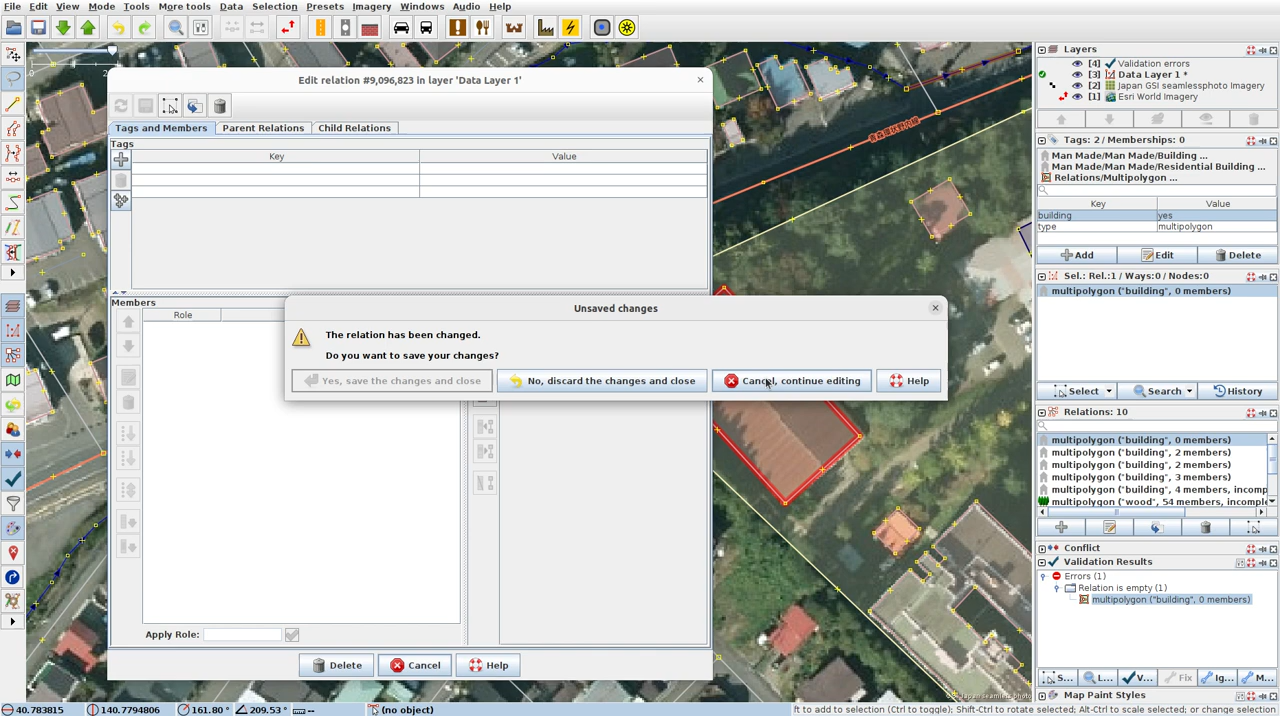 File Edit View Mode Tools More tools Data Selection Presets Imagery Windows Audio Help
Edit relation #9,096,823 in layer 'Data Layer 1'
Tags and Members Parent Relations Child Relations
Tags
Key Value
Members
Role
Unsaved changes
The relation has been changed.
Do you want to save your changes?
Yes, save the changes and close No, discard the changes and close Cancel, continue editing Help
Apply Role:
Delete Cancel Help
Layers
[4] Validation errors
[3] Data Layer 1 *
[2] Japan GSI seamlessphoto Imagery
[1] Esri World Imagery
Tags: 2 / Memberships: 0
Man Made/Man Made/Building ...
Man Made/Man Made/Residential Building ...
Relations/Multipolygon ...
Key Value
building yes
type multipolygon
Add Edit Delete
Sel.: Rel.:1 / Ways:0 / Nodes:0
multipolygon ("building", 0 members)
Select Search History
Relations: 10
multipolygon ("building", 0 members)
multipolygon ("building", 2 members)
multipolygon ("building", 2 members)
multipolygon ("building", 3 members)
multipolygon ("building", 4 members, incomp
multipolygon ("wood", 54 members, incomple
Conflict
Validation Results
Errors (1)
Relation is empty (1)
multipolygon ("building", 0 members)
S... L... V... Fix Ig... M...
Map Paint Styles
40.783815 140.7794806 161.80 ° 209.53 ° -- (no object) ft to add to selection (Ctrl to toggle); Shift-Ctrl to rotate selected; Alt-Ctrl to scale selected; or change selection